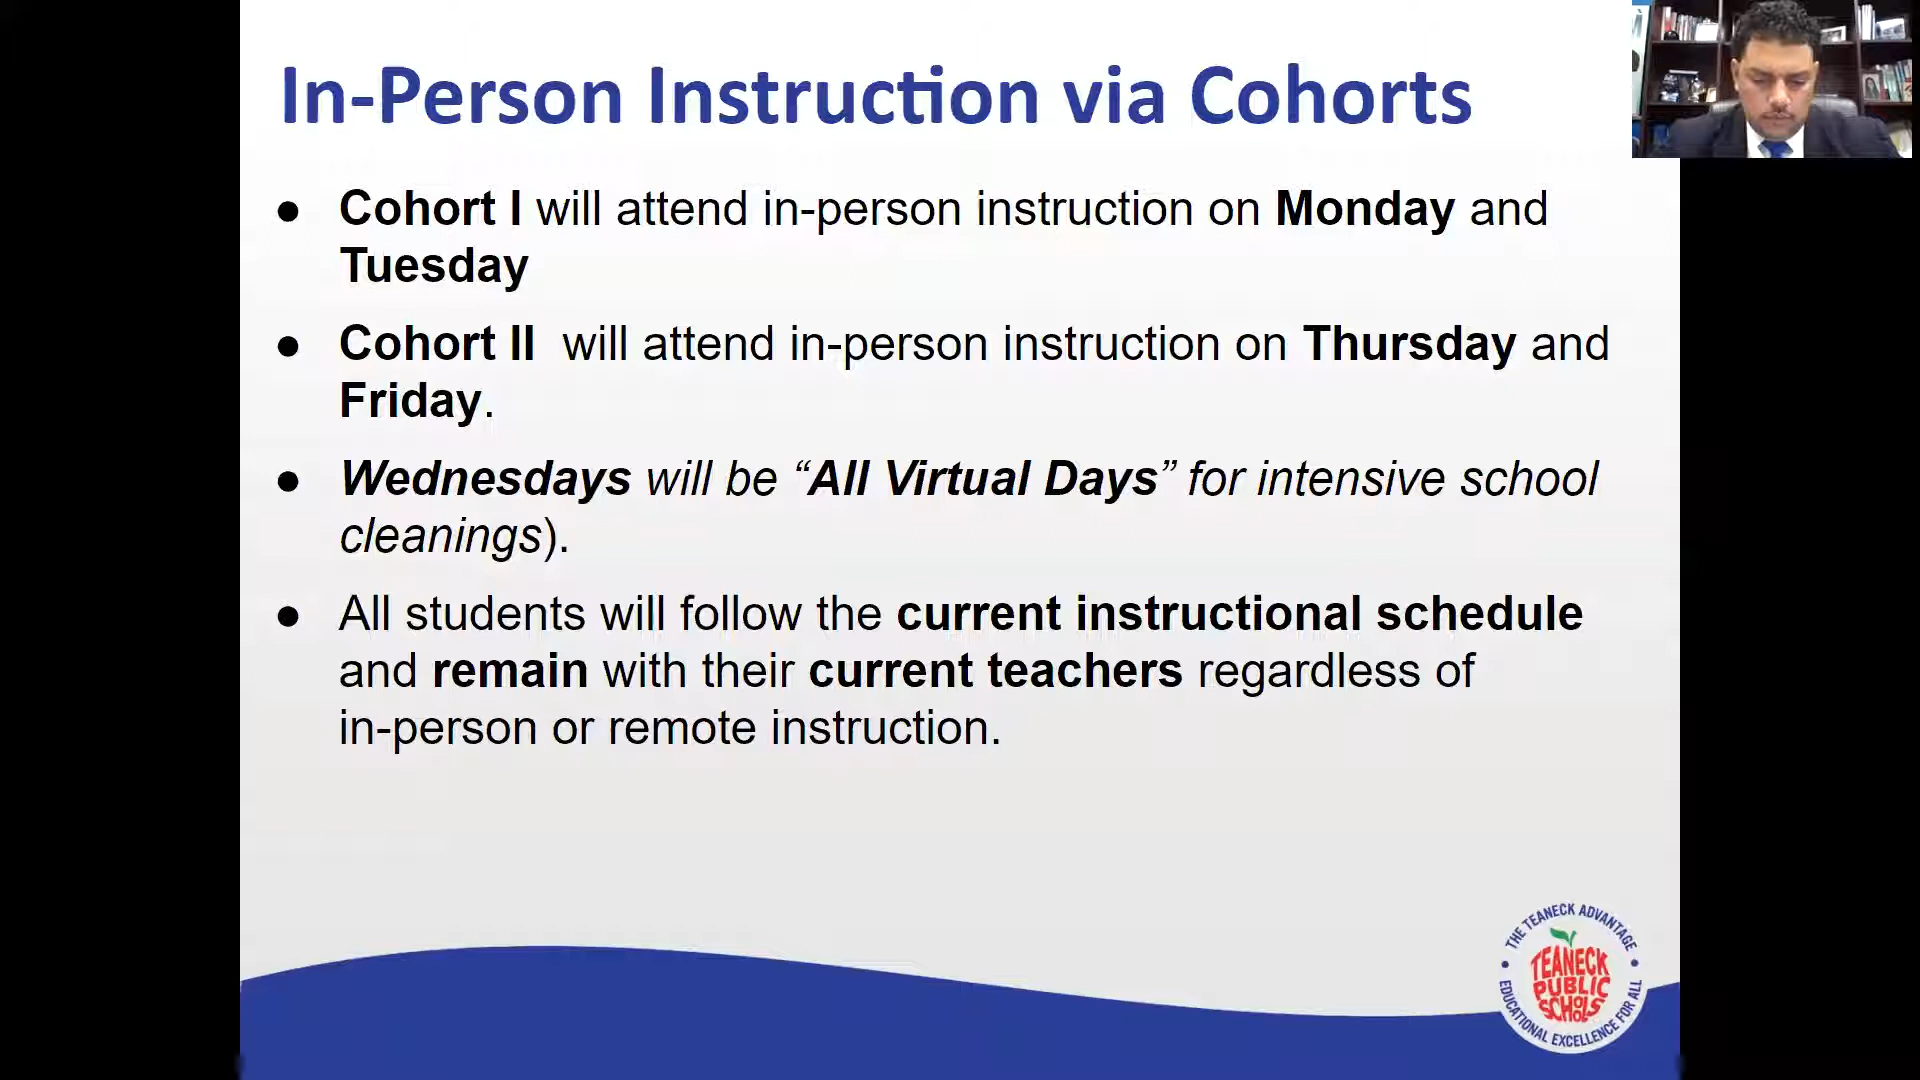 In-Person Instruction via Cohorts
● Cohort I will attend in-person instruction on Monday and
Tuesday
● Cohort II will attend in-person instruction on Thursday and
Friday.
● Wednesdays will be “All Virtual Days” for intensive school
cleanings).
● All students will follow the current instructional schedule
and remain with their current teachers regardless of
in-person or remote instruction.
THE TEANECK ADVANTAGE
TEANECK
PUBLIC
SCHOOLS
EDUCATIONAL EXCELLENCE FOR ALL